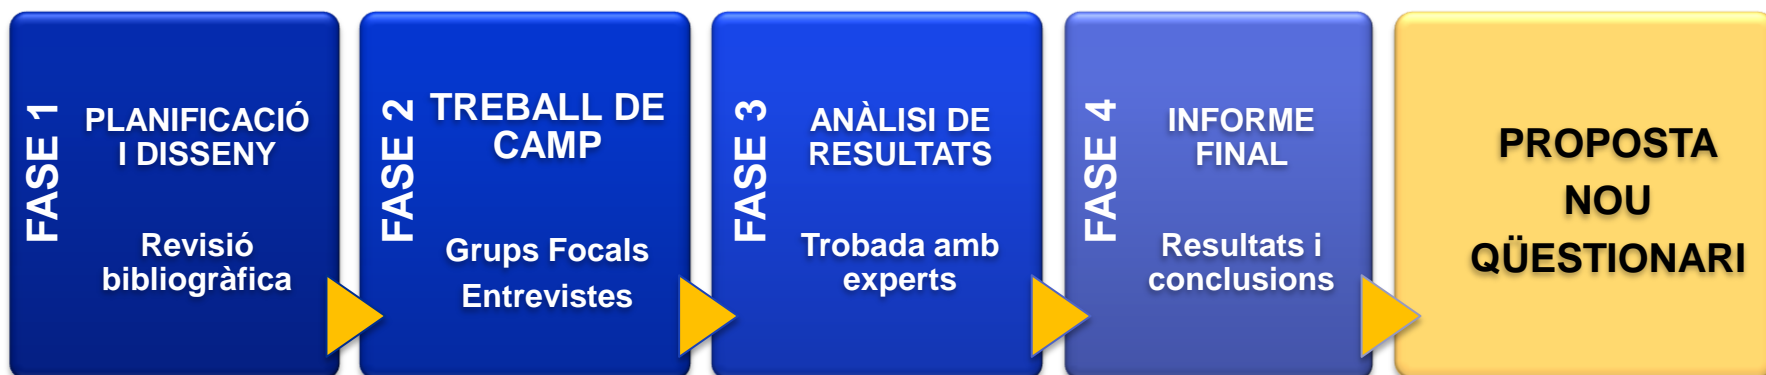 FASE 1
PLANIFICACIÓ
I DISSENY
Revisió
bibliogràfica
FASE 2
TREBALL DE
CAMP
Grups Focals
Entrevistes
FASE 3
ANÀLISI DE
RESULTATS
Trobada amb
experts
FASE 4
INFORME
FINAL
Resultats i
conclusions
PROPOSTA
NOU
QÜESTIONARI